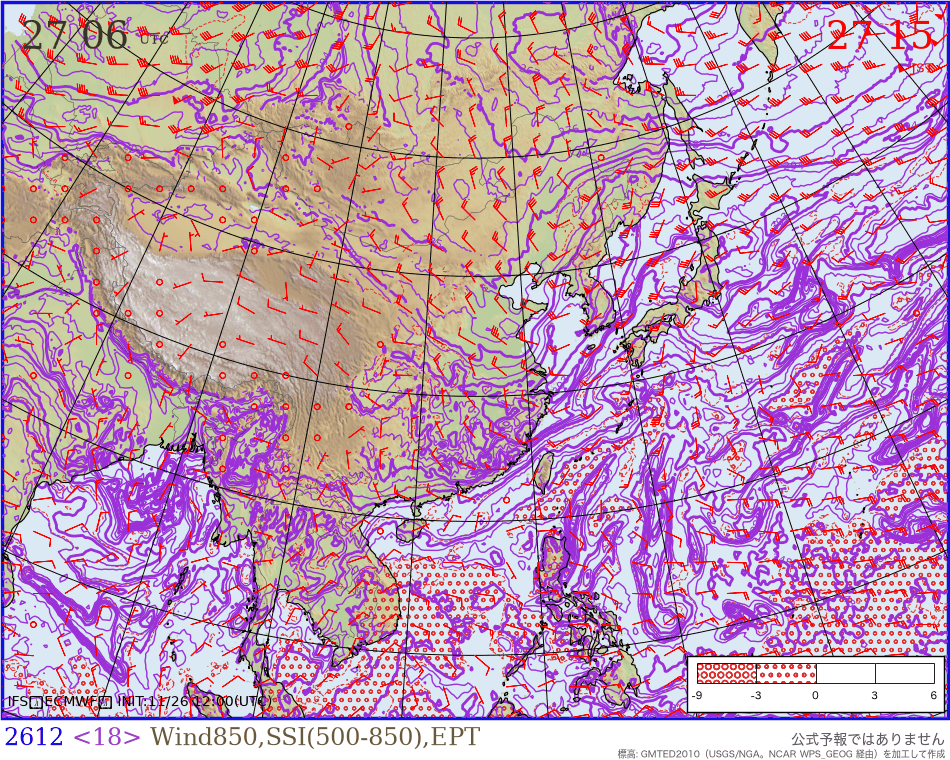 27 06 UTC
27 15
IFS□ECMWF□ INIT:11/26 12:00(UTC)
-9 -3 0 3 6
2612 <18> Wind850,SSI(500-850),EPT
公式予報ではありません
標高: GMTED2010（USGS/NGA。NCAR WPS_GEOG 経由）を加工して作成